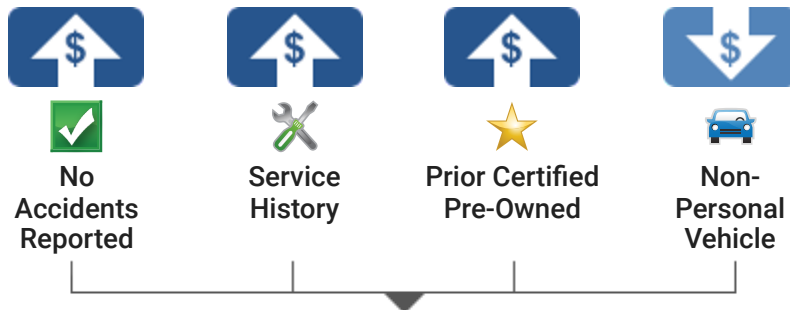 $
$
$
$
No
Accidents
Reported
Service
History
Prior Certified
Pre-Owned
Non-
Personal
Vehicle